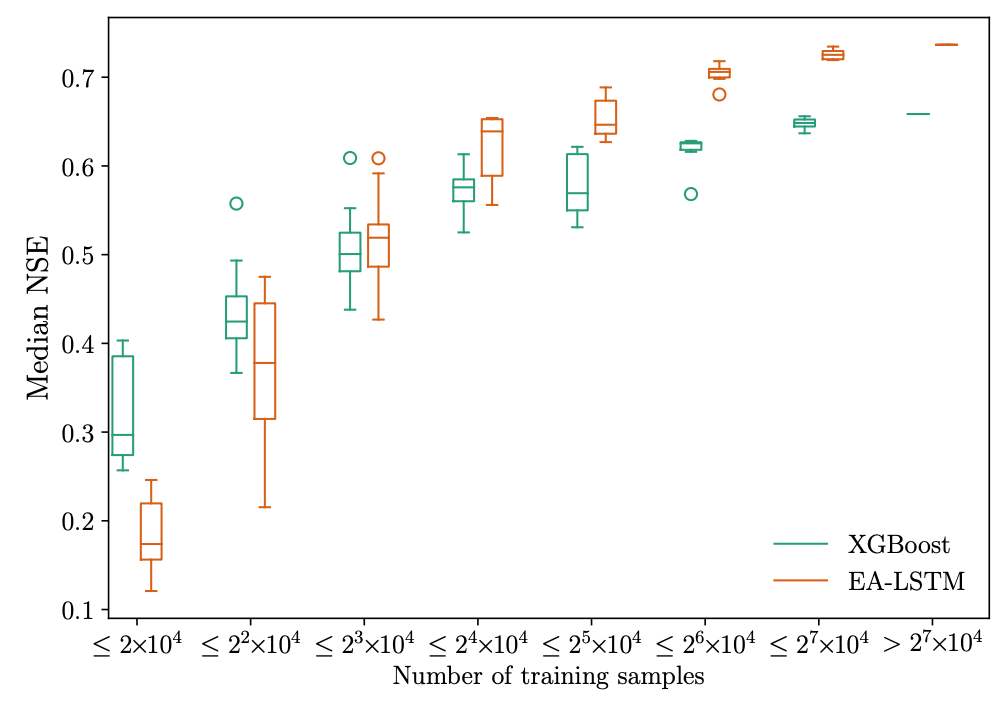 0.7
0.6
0.5
0.4
0.3
0.2
0.1
Median NSE
XGBoost
EA-LSTM
≤ 2×10⁴ ≤ 2²×10⁴ ≤ 2³×10⁴ ≤ 2⁴×10⁴ ≤ 2⁵×10⁴ ≤ 2⁶×10⁴ ≤ 2⁷×10⁴ > 2⁷×10⁴
Number of training samples